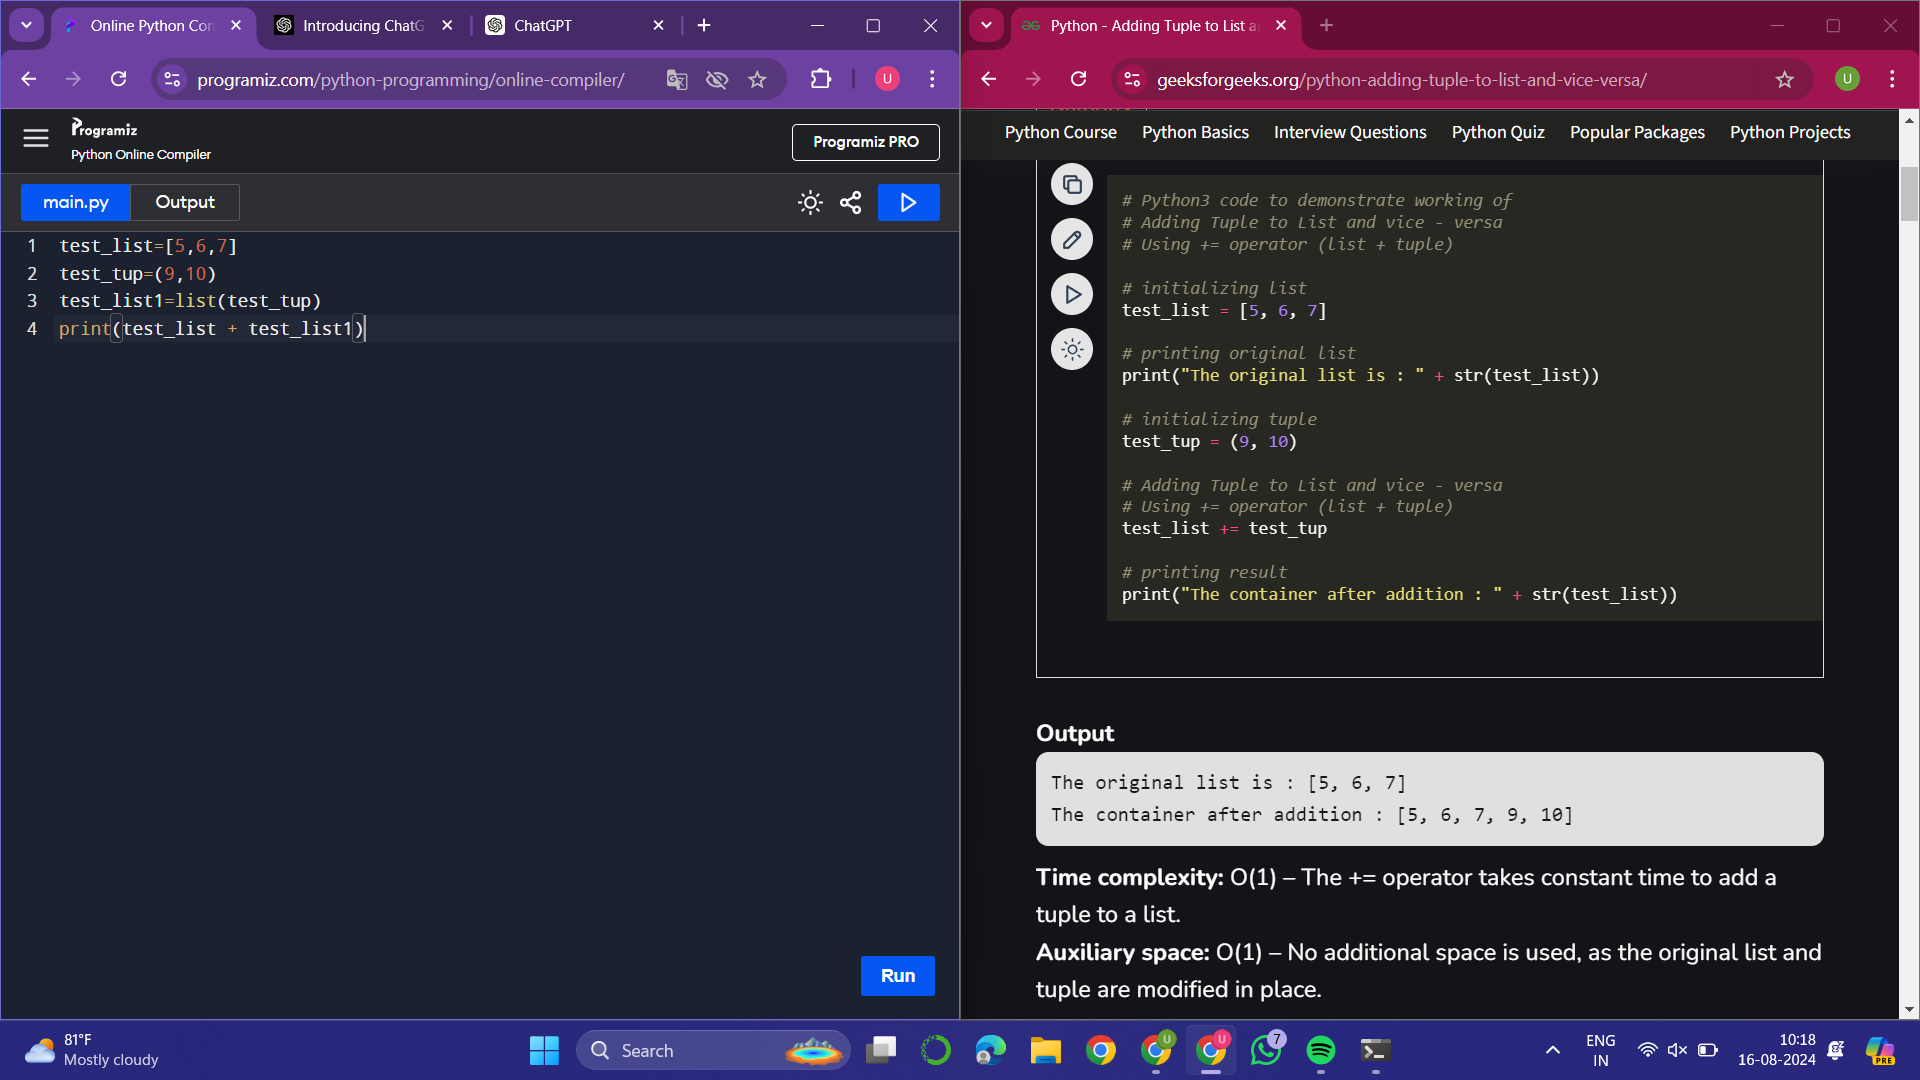 Online Python Con
Introducing ChatG
ChatGPT
programiz.com/python-programming/online-compiler/
U
Programiz
Python Online Compiler
Programiz PRO
main.py
Output
1 test_list=[5,6,7]
2 test_tup=(9,10)
3 test_list1=list(test_tup)
4 print(test_list + test_list1)
Run
Python - Adding Tuple to List a
geeksforgeeks.org/python-adding-tuple-to-list-and-vice-versa/
U
Python Course Python Basics Interview Questions Python Quiz Popular Packages Python Projects
# Python3 code to demonstrate working of
# Adding Tuple to List and vice - versa
# Using += operator (list + tuple)
# initializing list
test_list = [5, 6, 7]
# printing original list
print("The original list is : " + str(test_list))
# initializing tuple
test_tup = (9, 10)
# Adding Tuple to List and vice - versa
# Using += operator (list + tuple)
test_list += test_tup
# printing result
print("The container after addition : " + str(test_list))
Output
The original list is : [5, 6, 7]
The container after addition : [5, 6, 7, 9, 10]
Time complexity: O(1) – The += operator takes constant time to add a
tuple to a list.
Auxiliary space: O(1) – No additional space is used, as the original list and
tuple are modified in place.
81°F
Mostly cloudy
Search
U
U
7
ENG
IN
10:18
16-08-2024
PRE